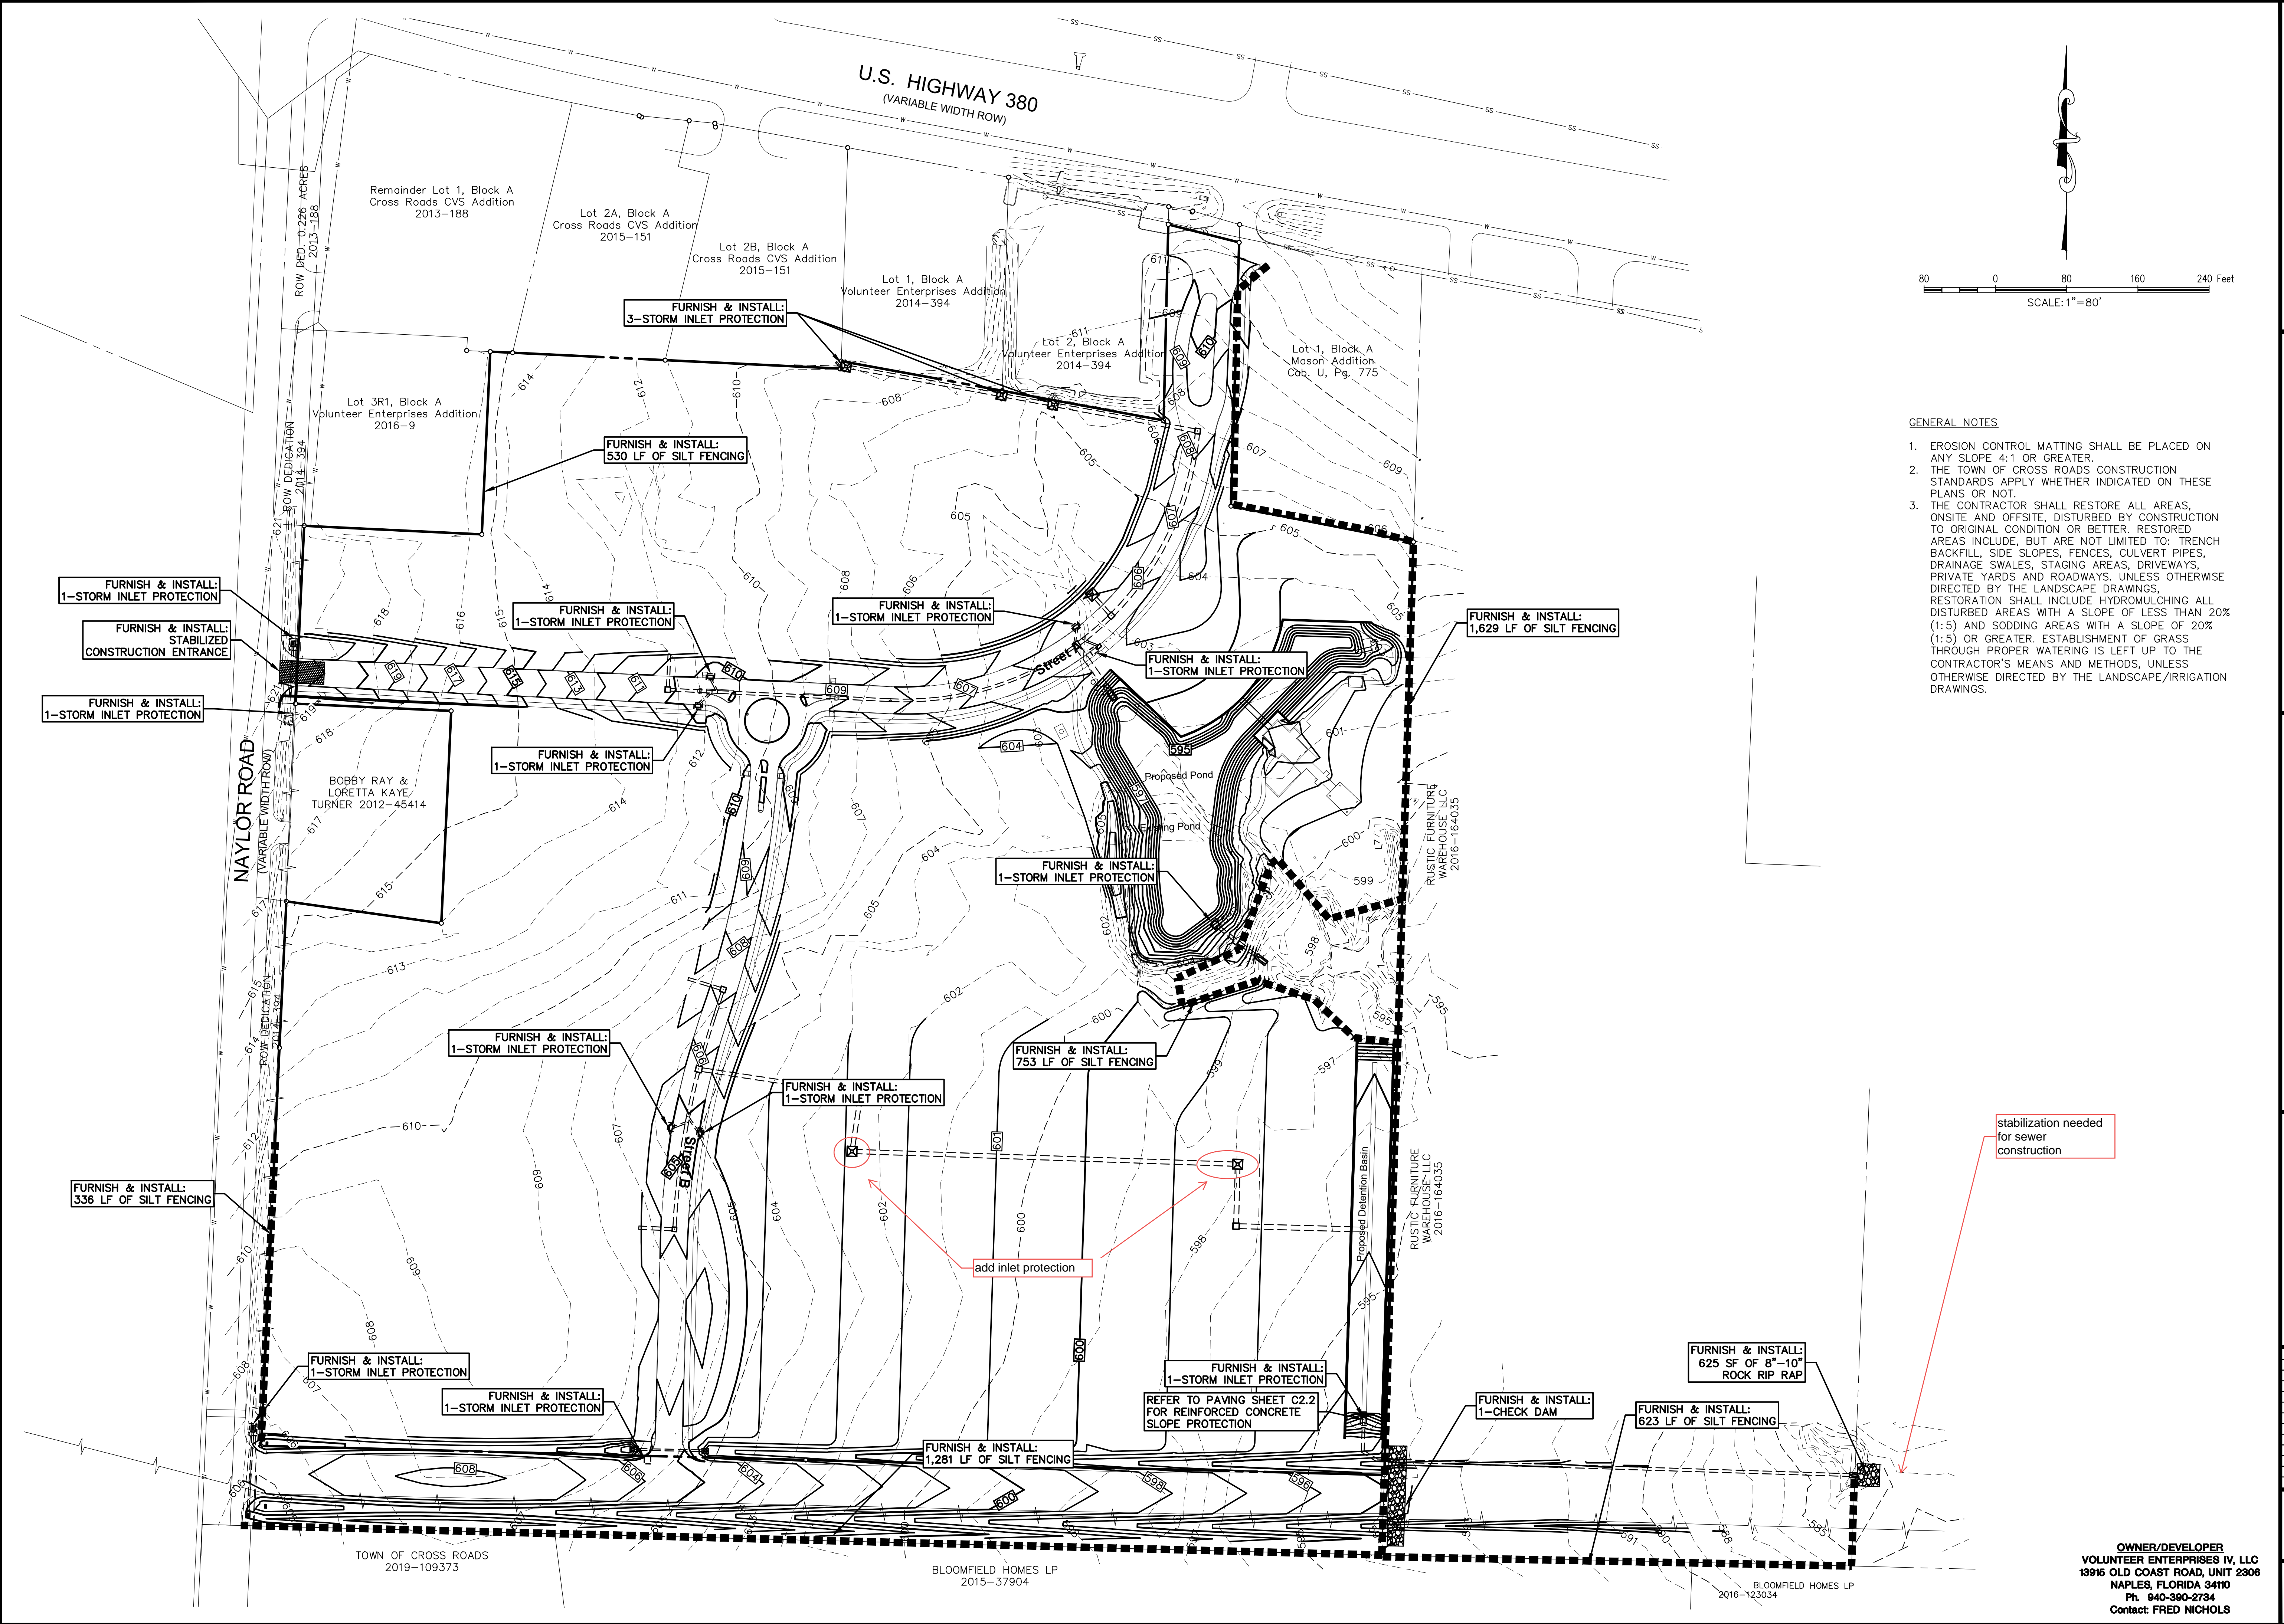 U.S. HIGHWAY 380
(VARIABLE WIDTH ROW)
Remainder Lot 1, Block A
Cross Roads CVS Addition
2013-188
Lot 2A, Block A
Cross Roads CVS Addition
2015-151
Lot 2B, Block A
Cross Roads CVS Addition
2015-151
Lot 1, Block A
Volunteer Enterprises Addition
2014-394
Lot 2, Block A
Volunteer Enterprises Addition
2014-394
Lot 1, Block A
Mason Addition
Cab. U, Pg. 775
Lot 3R1, Block A
Volunteer Enterprises Addition
2016-9
ROW DED. 0.226 ACRES
2013-188
ROW DEDICATION
2014-394
80 0 80 160 240 Feet
SCALE: 1"=80'
GENERAL NOTES
1. EROSION CONTROL MATTING SHALL BE PLACED ON
ANY SLOPE 4:1 OR GREATER.
2. THE TOWN OF CROSS ROADS CONSTRUCTION
STANDARDS APPLY WHETHER INDICATED ON THESE
PLANS OR NOT.
3. THE CONTRACTOR SHALL RESTORE ALL AREAS,
ONSITE AND OFFSITE, DISTURBED BY CONSTRUCTION
TO ORIGINAL CONDITION OR BETTER. RESTORED
AREAS INCLUDE, BUT ARE NOT LIMITED TO: TRENCH
BACKFILL, SIDE SLOPES, FENCES, CULVERT PIPES,
DRAINAGE SWALES, STAGING AREAS, DRIVEWAYS,
PRIVATE YARDS AND ROADWAYS. UNLESS OTHERWISE
DIRECTED BY THE LANDSCAPE DRAWINGS,
RESTORATION SHALL INCLUDE HYDROMULCHING ALL
DISTURBED AREAS WITH A SLOPE OF LESS THAN 20%
(1:5) AND SODDING AREAS WITH A SLOPE OF 20%
(1:5) OR GREATER. ESTABLISHMENT OF GRASS
THROUGH PROPER WATERING IS LEFT UP TO THE
CONTRACTOR'S MEANS AND METHODS, UNLESS
OTHERWISE DIRECTED BY THE LANDSCAPE/IRRIGATION
DRAWINGS.
FURNISH & INSTALL:
3-STORM INLET PROTECTION
FURNISH & INSTALL:
530 LF OF SILT FENCING
FURNISH & INSTALL:
1-STORM INLET PROTECTION
FURNISH & INSTALL:
STABILIZED
CONSTRUCTION ENTRANCE
FURNISH & INSTALL:
1-STORM INLET PROTECTION
FURNISH & INSTALL:
1-STORM INLET PROTECTION
FURNISH & INSTALL:
1-STORM INLET PROTECTION
FURNISH & INSTALL:
1-STORM INLET PROTECTION
FURNISH & INSTALL:
1-STORM INLET PROTECTION
FURNISH & INSTALL:
1,629 LF OF SILT FENCING
Street A
Proposed Pond
Existing Pond
NAYLOR ROAD
(VARIABLE WIDTH ROW)
BOBBY RAY &
LORETTA KAYE
TURNER 2012-45414
RUSTIC FURNITURE
WAREHOUSE LLC
2016-164035
FURNISH & INSTALL:
1-STORM INLET PROTECTION
ROW DEDICATION
2014-394
FURNISH & INSTALL:
1-STORM INLET PROTECTION
FURNISH & INSTALL:
753 LF OF SILT FENCING
FURNISH & INSTALL:
1-STORM INLET PROTECTION
Street B
FURNISH & INSTALL:
336 LF OF SILT FENCING
add inlet protection
stabilization needed
for sewer
construction
Proposed Detention Basin
RUSTIC FURNITURE
WAREHOUSE LLC
2016-164035
FURNISH & INSTALL:
1-STORM INLET PROTECTION
FURNISH & INSTALL:
1-STORM INLET PROTECTION
FURNISH & INSTALL:
1-STORM INLET PROTECTION
REFER TO PAVING SHEET C2.2
FOR REINFORCED CONCRETE
SLOPE PROTECTION
FURNISH & INSTALL:
1,281 LF OF SILT FENCING
FURNISH & INSTALL:
1-CHECK DAM
FURNISH & INSTALL:
623 LF OF SILT FENCING
FURNISH & INSTALL:
625 SF OF 8"-10"
ROCK RIP RAP
TOWN OF CROSS ROADS
2019-109373
BLOOMFIELD HOMES LP
2015-37904
BLOOMFIELD HOMES LP
2016-123034
OWNER/DEVELOPER
VOLUNTEER ENTERPRISES IV, LLC
13915 OLD COAST ROAD, UNIT 2306
NAPLES, FLORIDA 34110
Ph. 940-390-2734
Contact: FRED NICHOLS